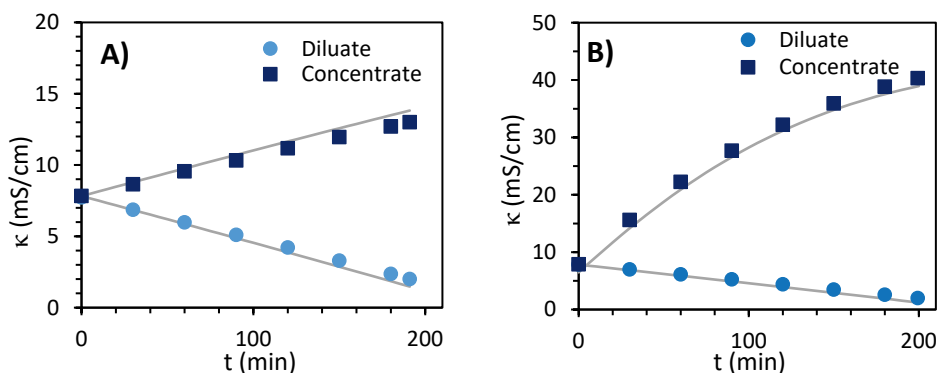 A)
Diluate
Concentrate
20
15
10
5
0
κ (mS/cm)
0
100
200
t (min)
B)
Diluate
Concentrate
50
40
30
20
10
0
κ (mS/cm)
0
100
200
t (min)